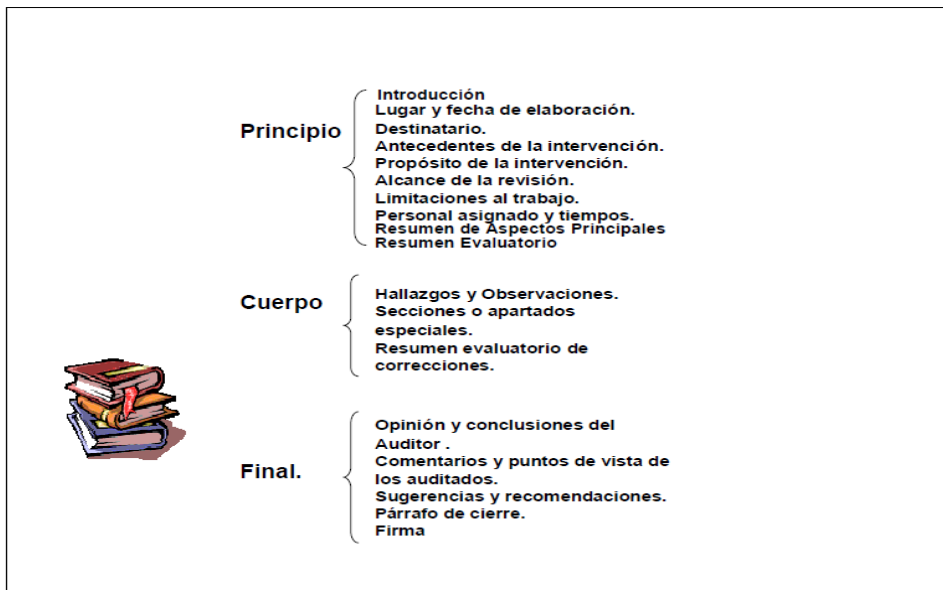 Principio
Introducción
Lugar y fecha de elaboración.
Destinatario.
Antecedentes de la intervención.
Propósito de la intervención.
Alcance de la revisión.
Limitaciones al trabajo.
Personal asignado y tiempos.
Resumen de Aspectos Principales
Resumen Evaluatorio
Cuerpo
Hallazgos y Observaciones.
Secciones o apartados
especiales.
Resumen evaluatorio de
correcciones.
Final.
Opinión y conclusiones del
Auditor .
Comentarios y puntos de vista de
los auditados.
Sugerencias y recomendaciones.
Párrafo de cierre.
Firma